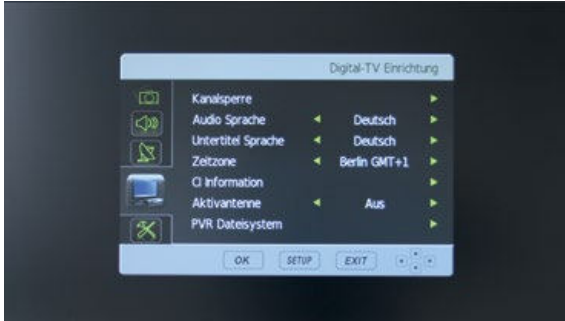 Digital-TV Einrichtung
Kanalsperre
Audio Sprache Deutsch
Untertitel Sprache Deutsch
Zeitzone Berlin GMT+1
CI Information
Aktivantenne Aus
PVR Dateisystem
OK SETUP EXIT